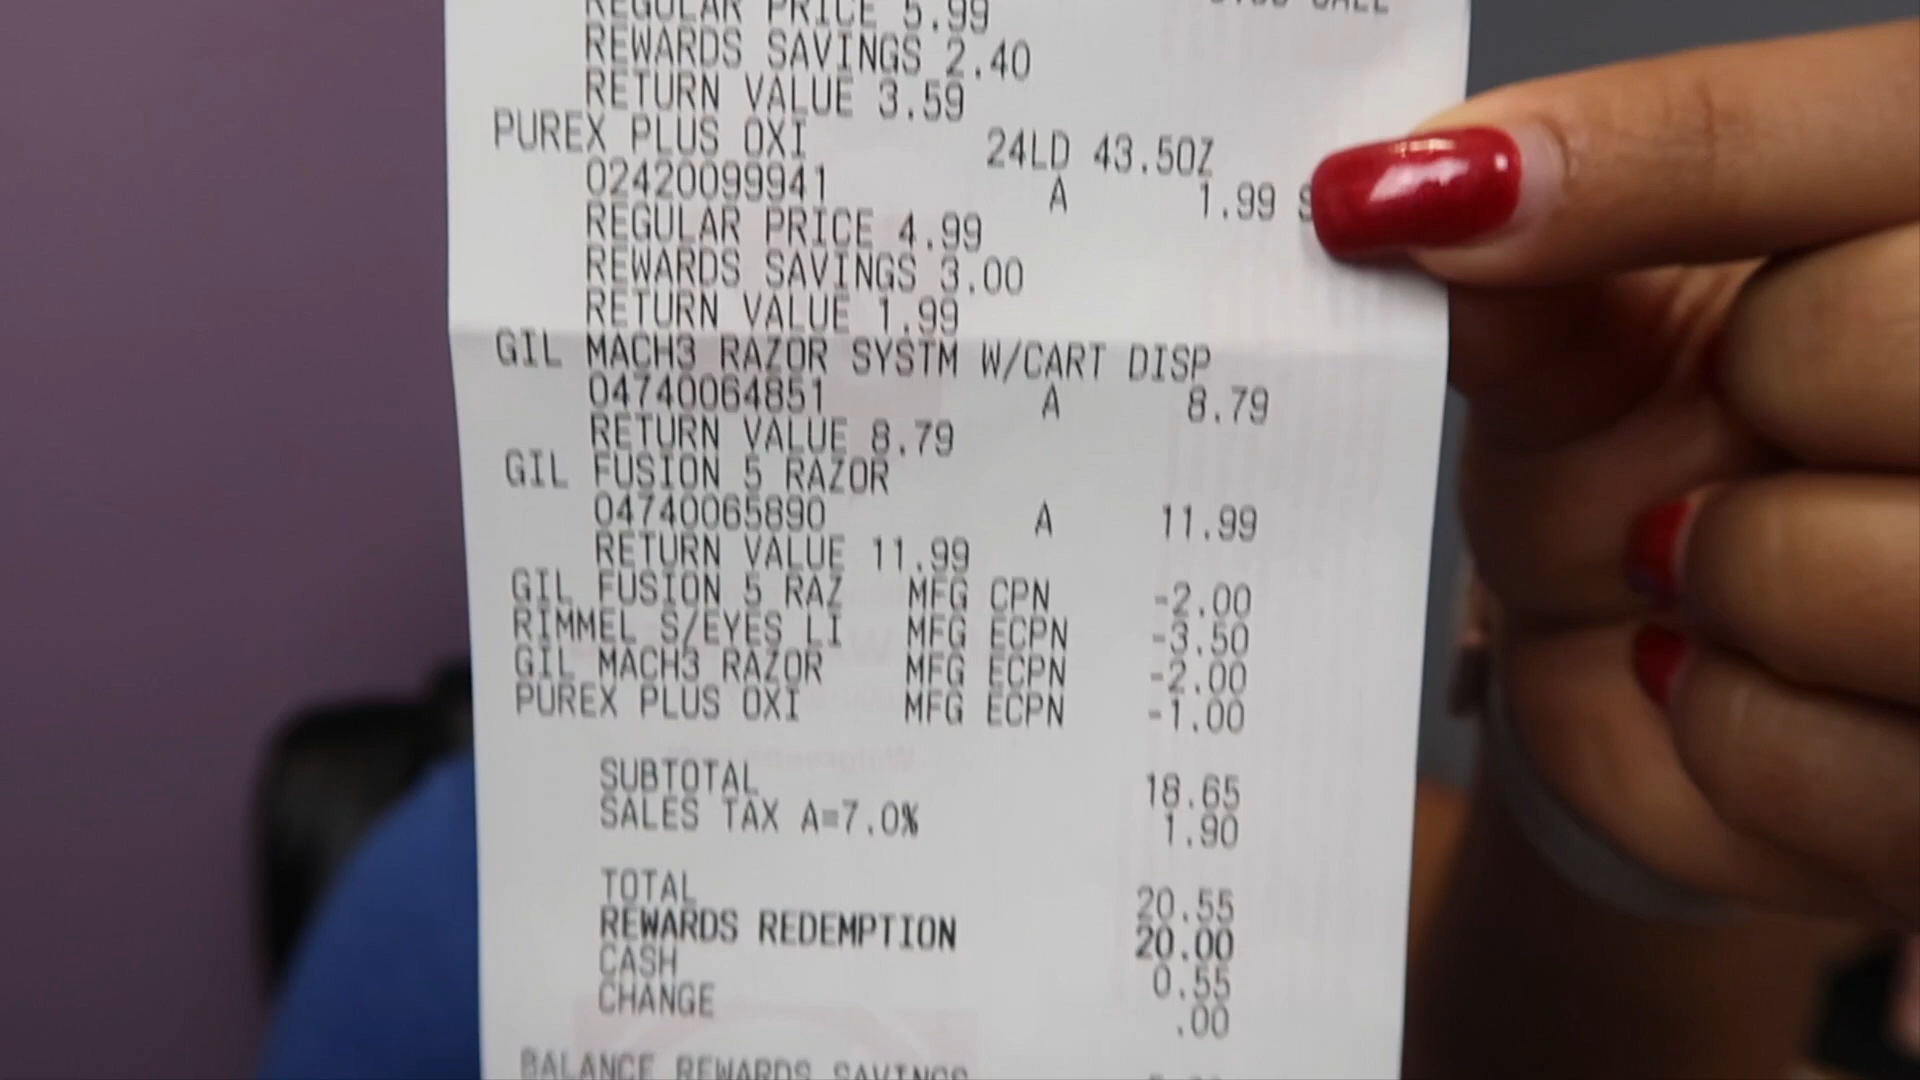 REGULAR PRICE 5.99
REWARDS SAVINGS 2.40
RETURN VALUE 3.59
PUREX PLUS OXI 24LD 43.5OZ
02420099941 A 1.99 S
REGULAR PRICE 4.99
REWARDS SAVINGS 3.00
RETURN VALUE 1.99
GIL MACH3 RAZOR SYSTM W/CART DISP
04740064851 A 8.79
RETURN VALUE 8.79
GIL FUSION 5 RAZOR
04740065890 A 11.99
RETURN VALUE 11.99
GIL FUSION 5 RAZ MFG CPN -2.00
RIMMEL S/EYES LI MFG ECPN -3.50
GIL MACH3 RAZOR MFG ECPN -2.00
PUREX PLUS OXI MFG ECPN -1.00
SUBTOTAL 18.65
SALES TAX A=7.0% 1.90
TOTAL 20.55
REWARDS REDEMPTION 20.00
CASH 0.55
CHANGE .00
BALANCE REWARDS SAVINGS